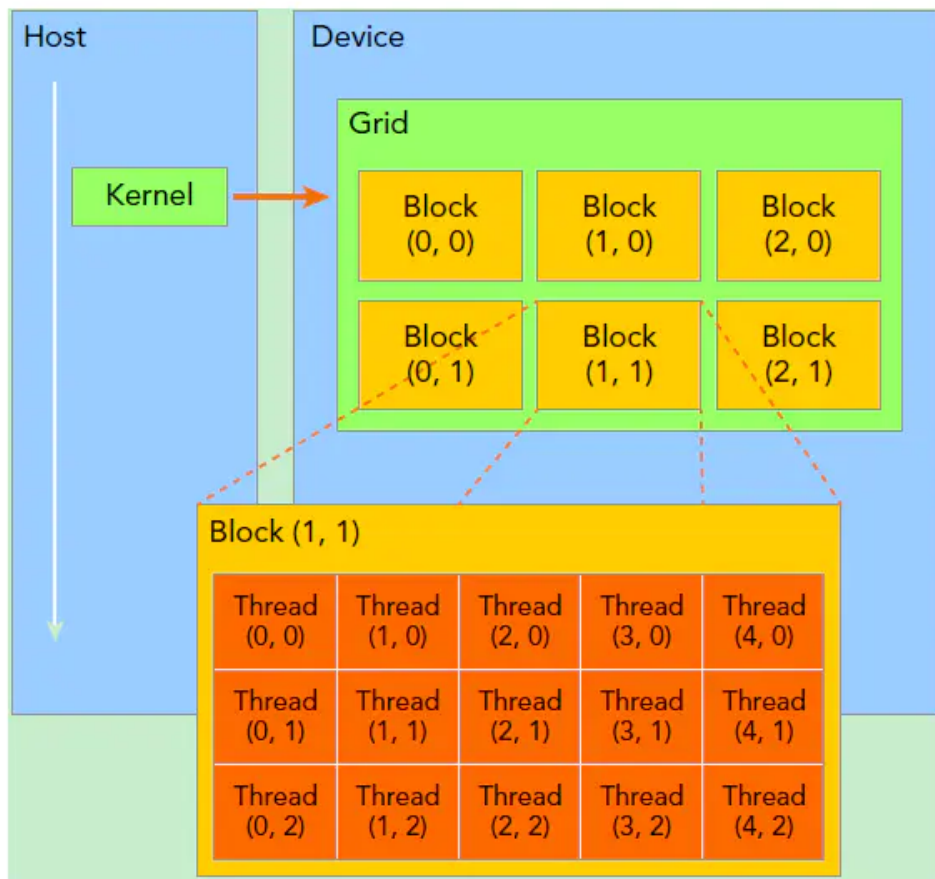 Host
Device
Grid
Kernel
Block
(0, 0)
Block
(1, 0)
Block
(2, 0)
Block
(0, 1)
Block
(1, 1)
Block
(2, 1)
Block (1, 1)
Thread
(0, 0)
Thread
(1, 0)
Thread
(2, 0)
Thread
(3, 0)
Thread
(4, 0)
Thread
(0, 1)
Thread
(1, 1)
Thread
(2, 1)
Thread
(3, 1)
Thread
(4, 1)
Thread
(0, 2)
Thread
(1, 2)
Thread
(2, 2)
Thread
(3, 2)
Thread
(4, 2)